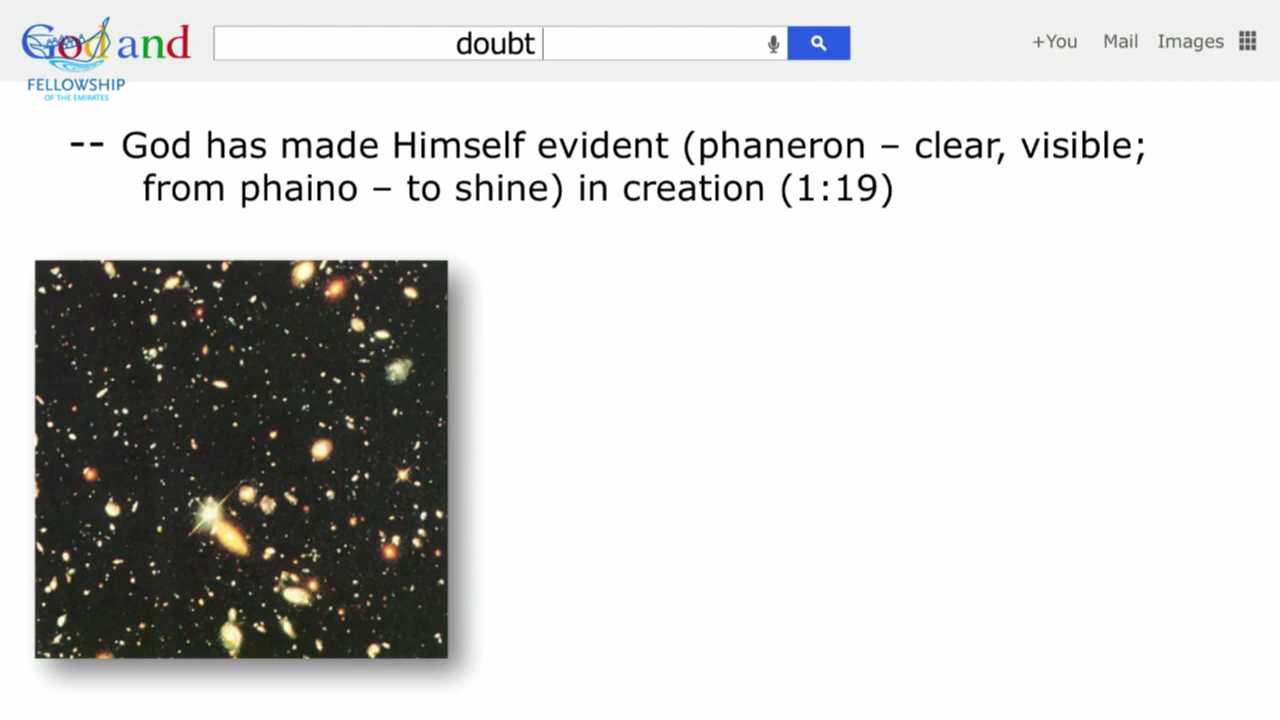 God and
doubt
+You Mail Images
FELLOWSHIP
OF THE EMIRATES
-- God has made Himself evident (phaneron – clear, visible;
from phaino – to shine) in creation (1:19)